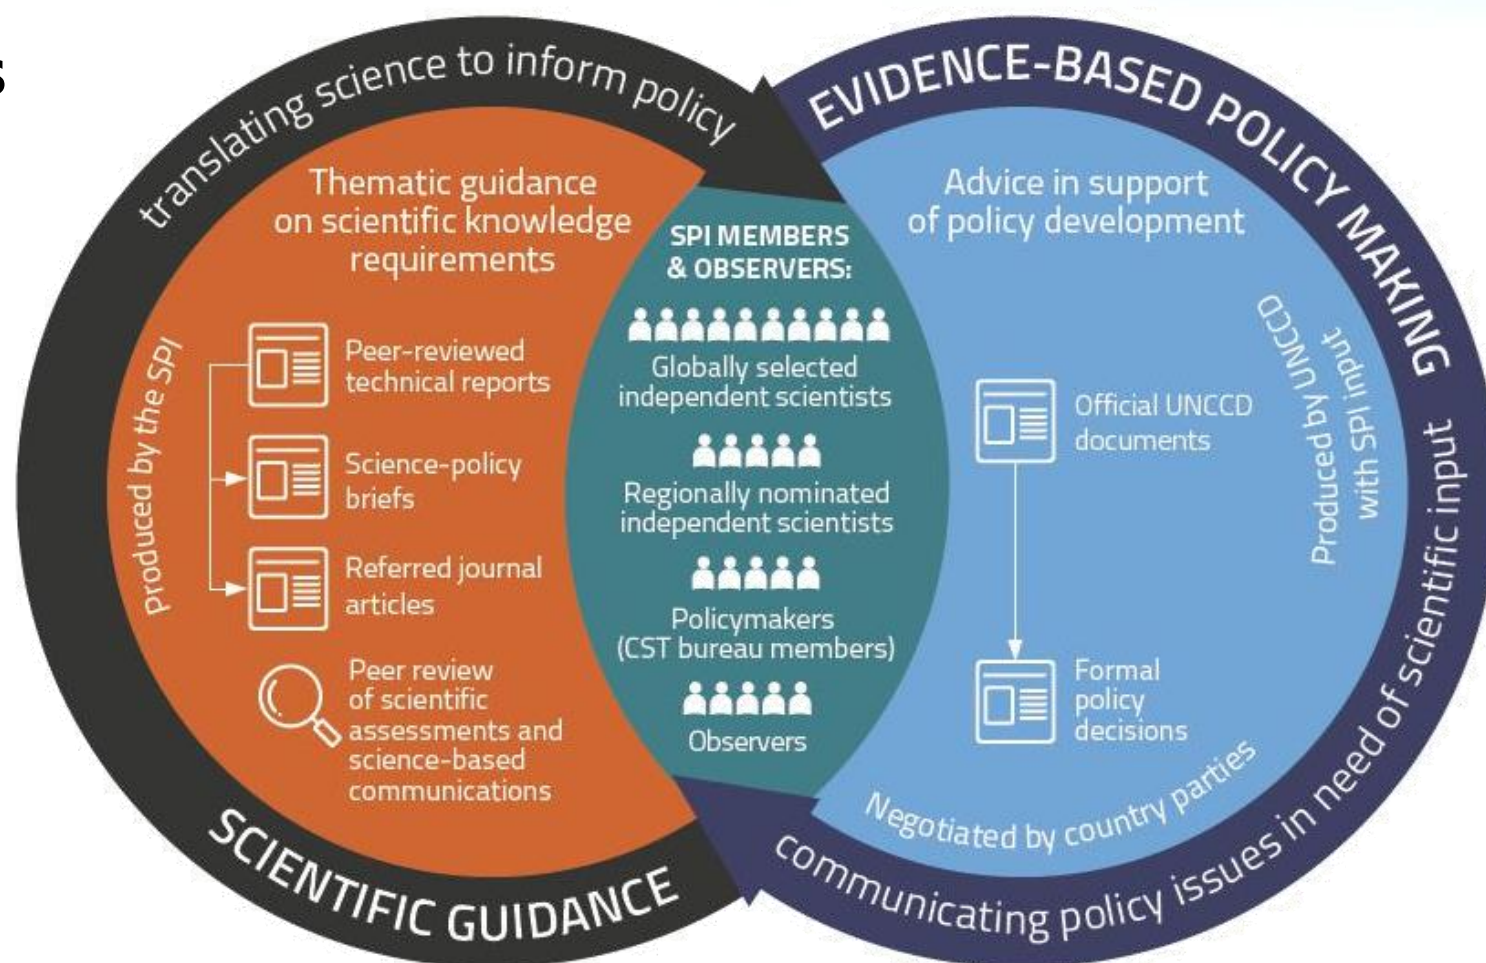 s
translating science to inform policy
Thematic guidance
on scientific knowledge
requirements
Produced by the SPI
Peer-reviewed
technical reports
Science-policy
briefs
Referred journal
articles
Peer review
of scientific
assessments and
science-based
communications
SCIENTIFIC GUIDANCE
SPI MEMBERS
& OBSERVERS:
Globally selected
independent scientists
Regionally nominated
independent scientists
Policymakers
(CST bureau members)
Observers
EVIDENCE-BASED POLICY MAKING
Advice in support
of policy development
Official UNCCD
documents
Produced by UNCCD
with SPI input
Formal
policy
decisions
Negotiated by country parties
communicating policy issues in need of scientific input